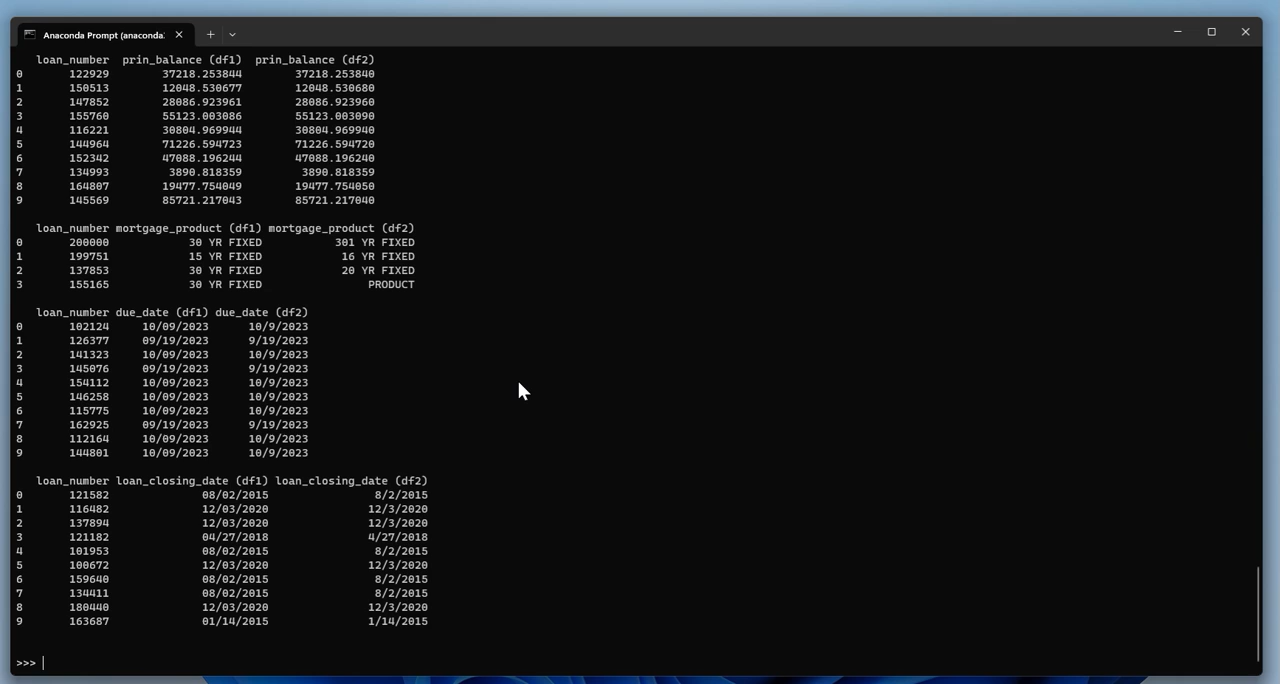 Anaconda Prompt (anaconda:
loan_number prin_balance (df1) prin_balance (df2)
0 122929 37218.253844 37218.253840
1 150513 12048.530677 12048.530680
2 147852 28086.923961 28086.923960
3 155760 55123.003086 55123.003090
4 116221 30804.969944 30804.969940
5 144964 71226.594723 71226.594720
6 152342 47088.196244 47088.196240
7 134993 3890.818359 3890.818359
8 164807 19477.754049 19477.754050
9 145569 85721.217043 85721.217040
loan_number mortgage_product (df1) mortgage_product (df2)
0 200000 30 YR FIXED 301 YR FIXED
1 199751 15 YR FIXED 16 YR FIXED
2 137853 30 YR FIXED 20 YR FIXED
3 155165 30 YR FIXED PRODUCT
loan_number due_date (df1) due_date (df2)
0 102124 10/09/2023 10/9/2023
1 126377 09/19/2023 9/19/2023
2 141323 10/09/2023 10/9/2023
3 145076 09/19/2023 9/19/2023
4 154112 10/09/2023 10/9/2023
5 146258 10/09/2023 10/9/2023
6 115775 10/09/2023 10/9/2023
7 162925 09/19/2023 9/19/2023
8 112164 10/09/2023 10/9/2023
9 144801 10/09/2023 10/9/2023
loan_number loan_closing_date (df1) loan_closing_date (df2)
0 121582 08/02/2015 8/2/2015
1 116482 12/03/2020 12/3/2020
2 137894 12/03/2020 12/3/2020
3 121182 04/27/2018 4/27/2018
4 101953 08/02/2015 8/2/2015
5 100672 12/03/2020 12/3/2020
6 159640 08/02/2015 8/2/2015
7 134411 08/02/2015 8/2/2015
8 180440 12/03/2020 12/3/2020
9 163687 01/14/2015 1/14/2015
>>>